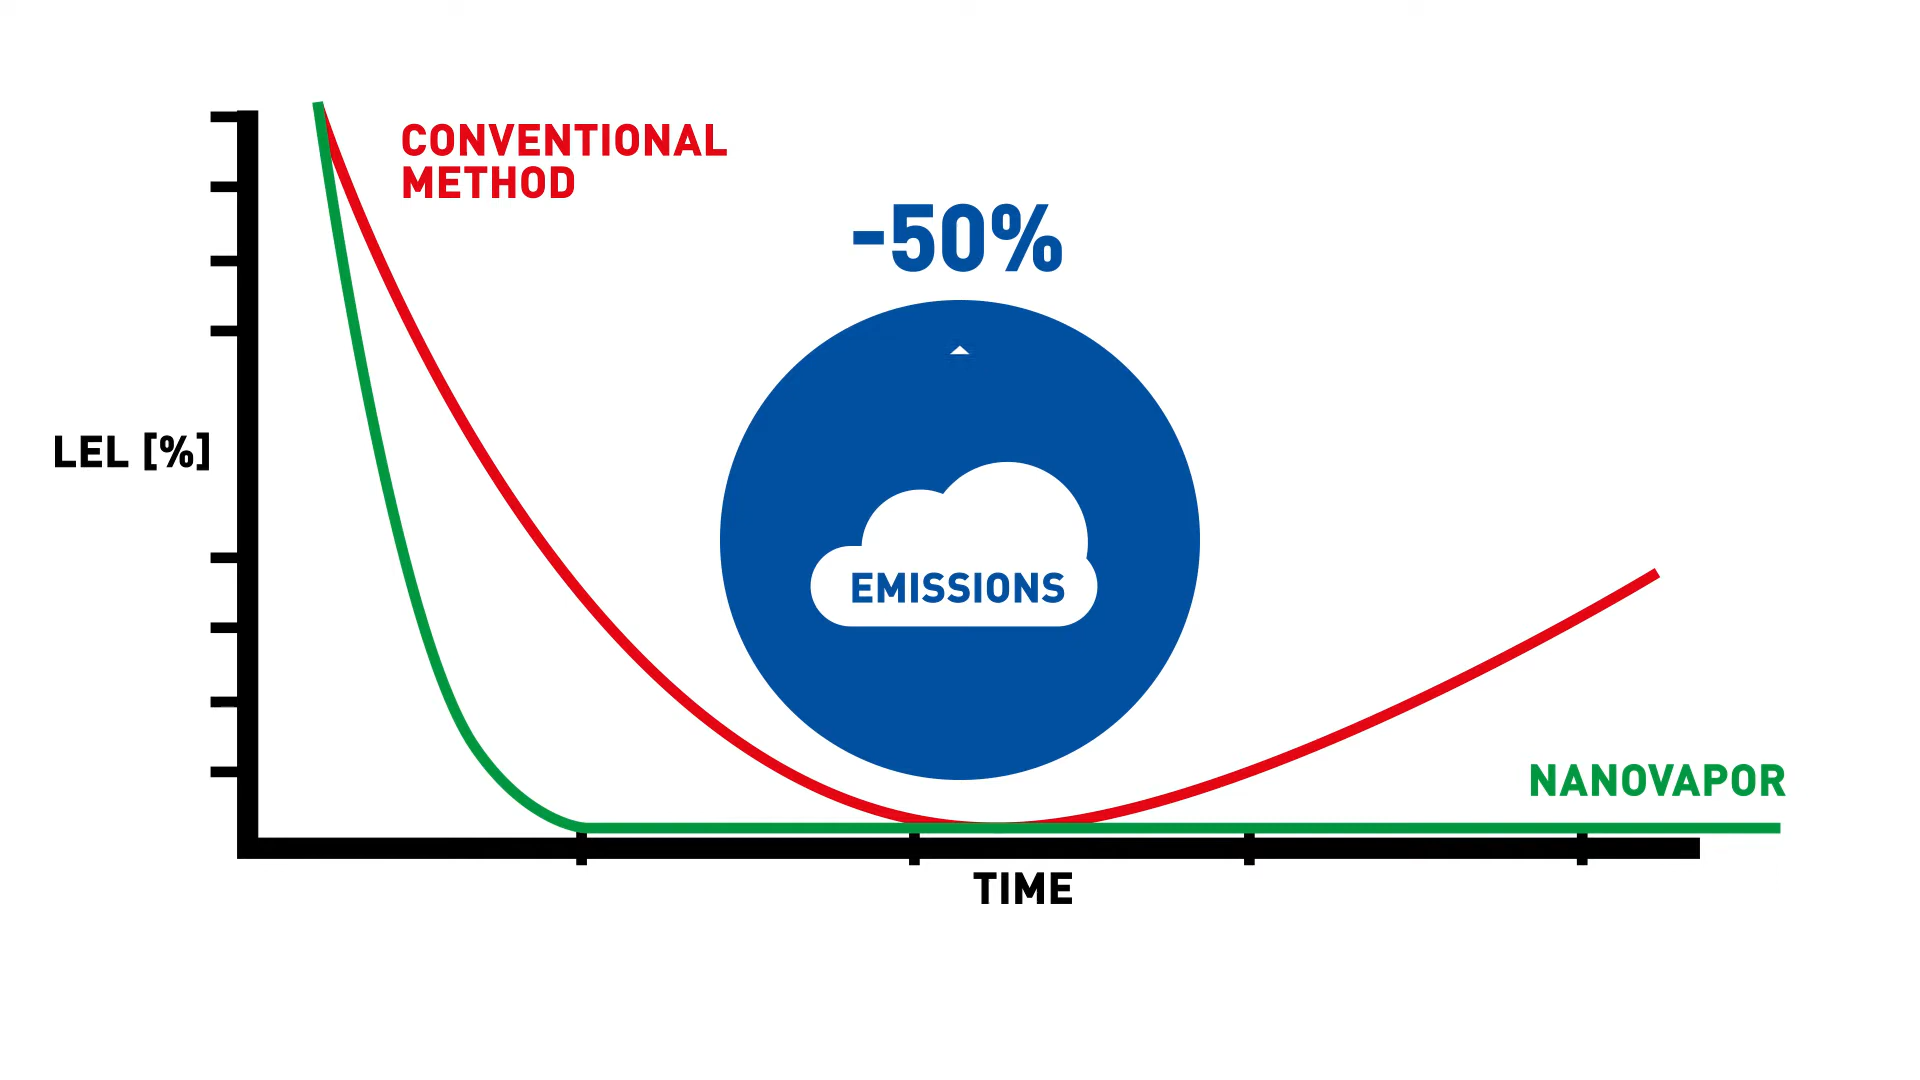 CONVENTIONAL
METHOD
-50%
LEL [%]
EMISSIONS
NANOVAPOR
TIME